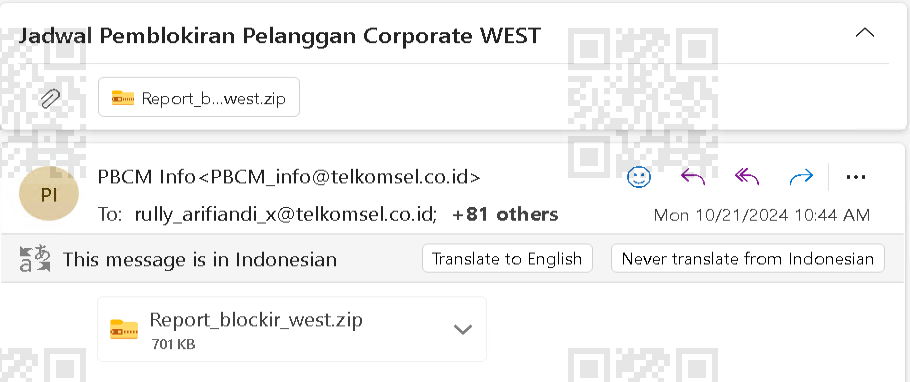 Jadwal Pemblokiran Pelanggan Corporate WEST
Report_b...west.zip
PI
PBCM Info<PBCM_info@telkomsel.co.id>
To: rully_arifiandi_x@telkomsel.co.id; +81 others
Mon 10/21/2024 10:44 AM
This message is in Indonesian
Translate to English
Never translate from Indonesian
Report_blockir_west.zip
701 KB